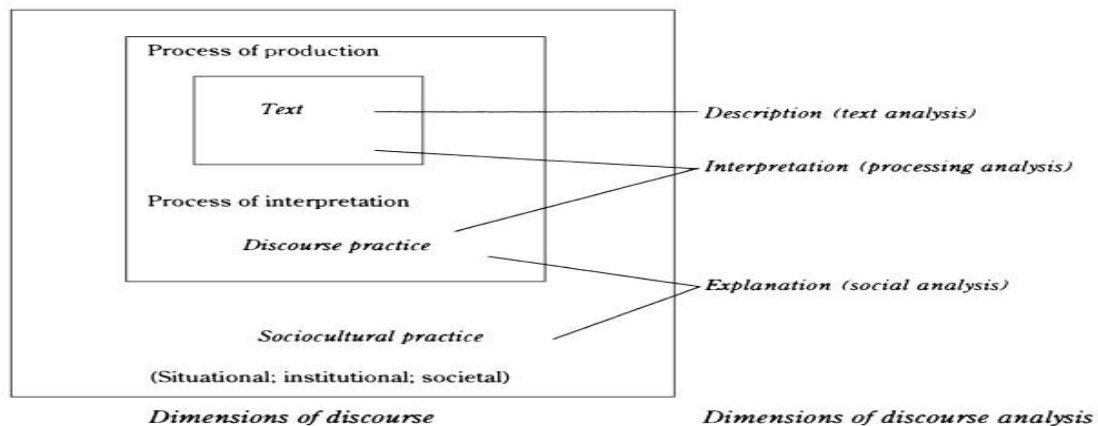 Process of production
Text
Description (text analysis)
Interpretation (processing analysis)
Process of interpretation
Discourse practice
Explanation (social analysis)
Sociocultural practice
(Situational; institutional; societal)
Dimensions of discourse
Dimensions of discourse analysis